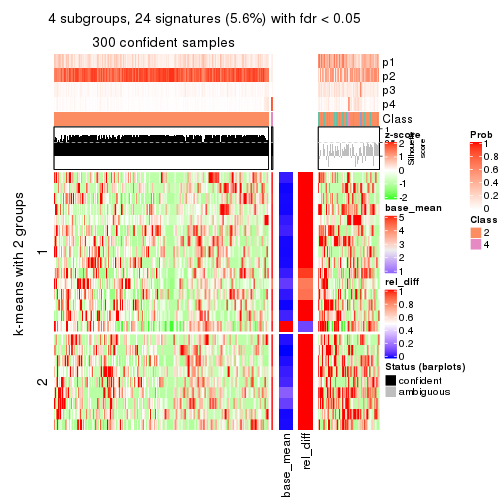 4 subgroups, 24 signatures (5.6%) with fdr < 0.05
300 confident samples
p1
p2
p3
p4
Class
1
Silhouette
score
k-means with 2 groups
1
2
base_mean
rel_diff
z-score
2
1
0
-1
-2
base_mean
5
4
3
2
1
rel_diff
1
0.8
0.6
0.4
0.2
0
Status (barplots)
confident
ambiguous
Prob
1
0.8
0.6
0.4
0.2
0
Class
2
4